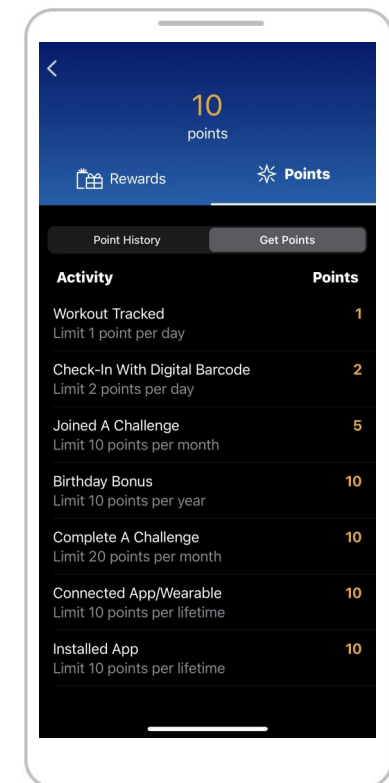 10
points
Rewards
Points
Point History
Get Points
Activity Points
Workout Tracked 1
Limit 1 point per day
Check-In With Digital Barcode 2
Limit 2 points per day
Joined A Challenge 5
Limit 10 points per month
Birthday Bonus 10
Limit 10 points per year
Complete A Challenge 10
Limit 20 points per month
Connected App/Wearable 10
Limit 10 points per lifetime
Installed App 10
Limit 10 points per lifetime